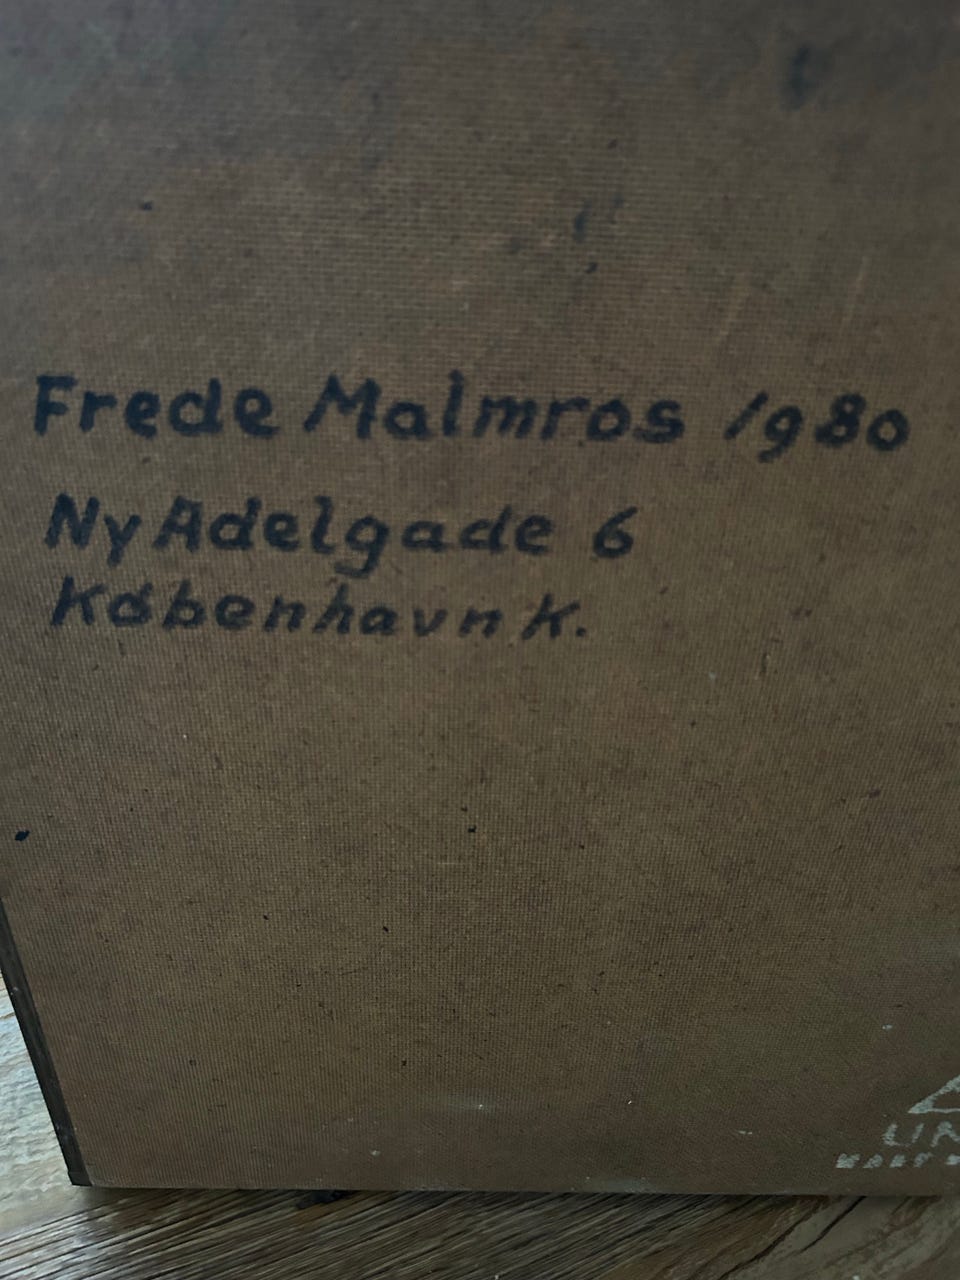 Frede Malmros 1980
Ny Adelgade 6
København K.